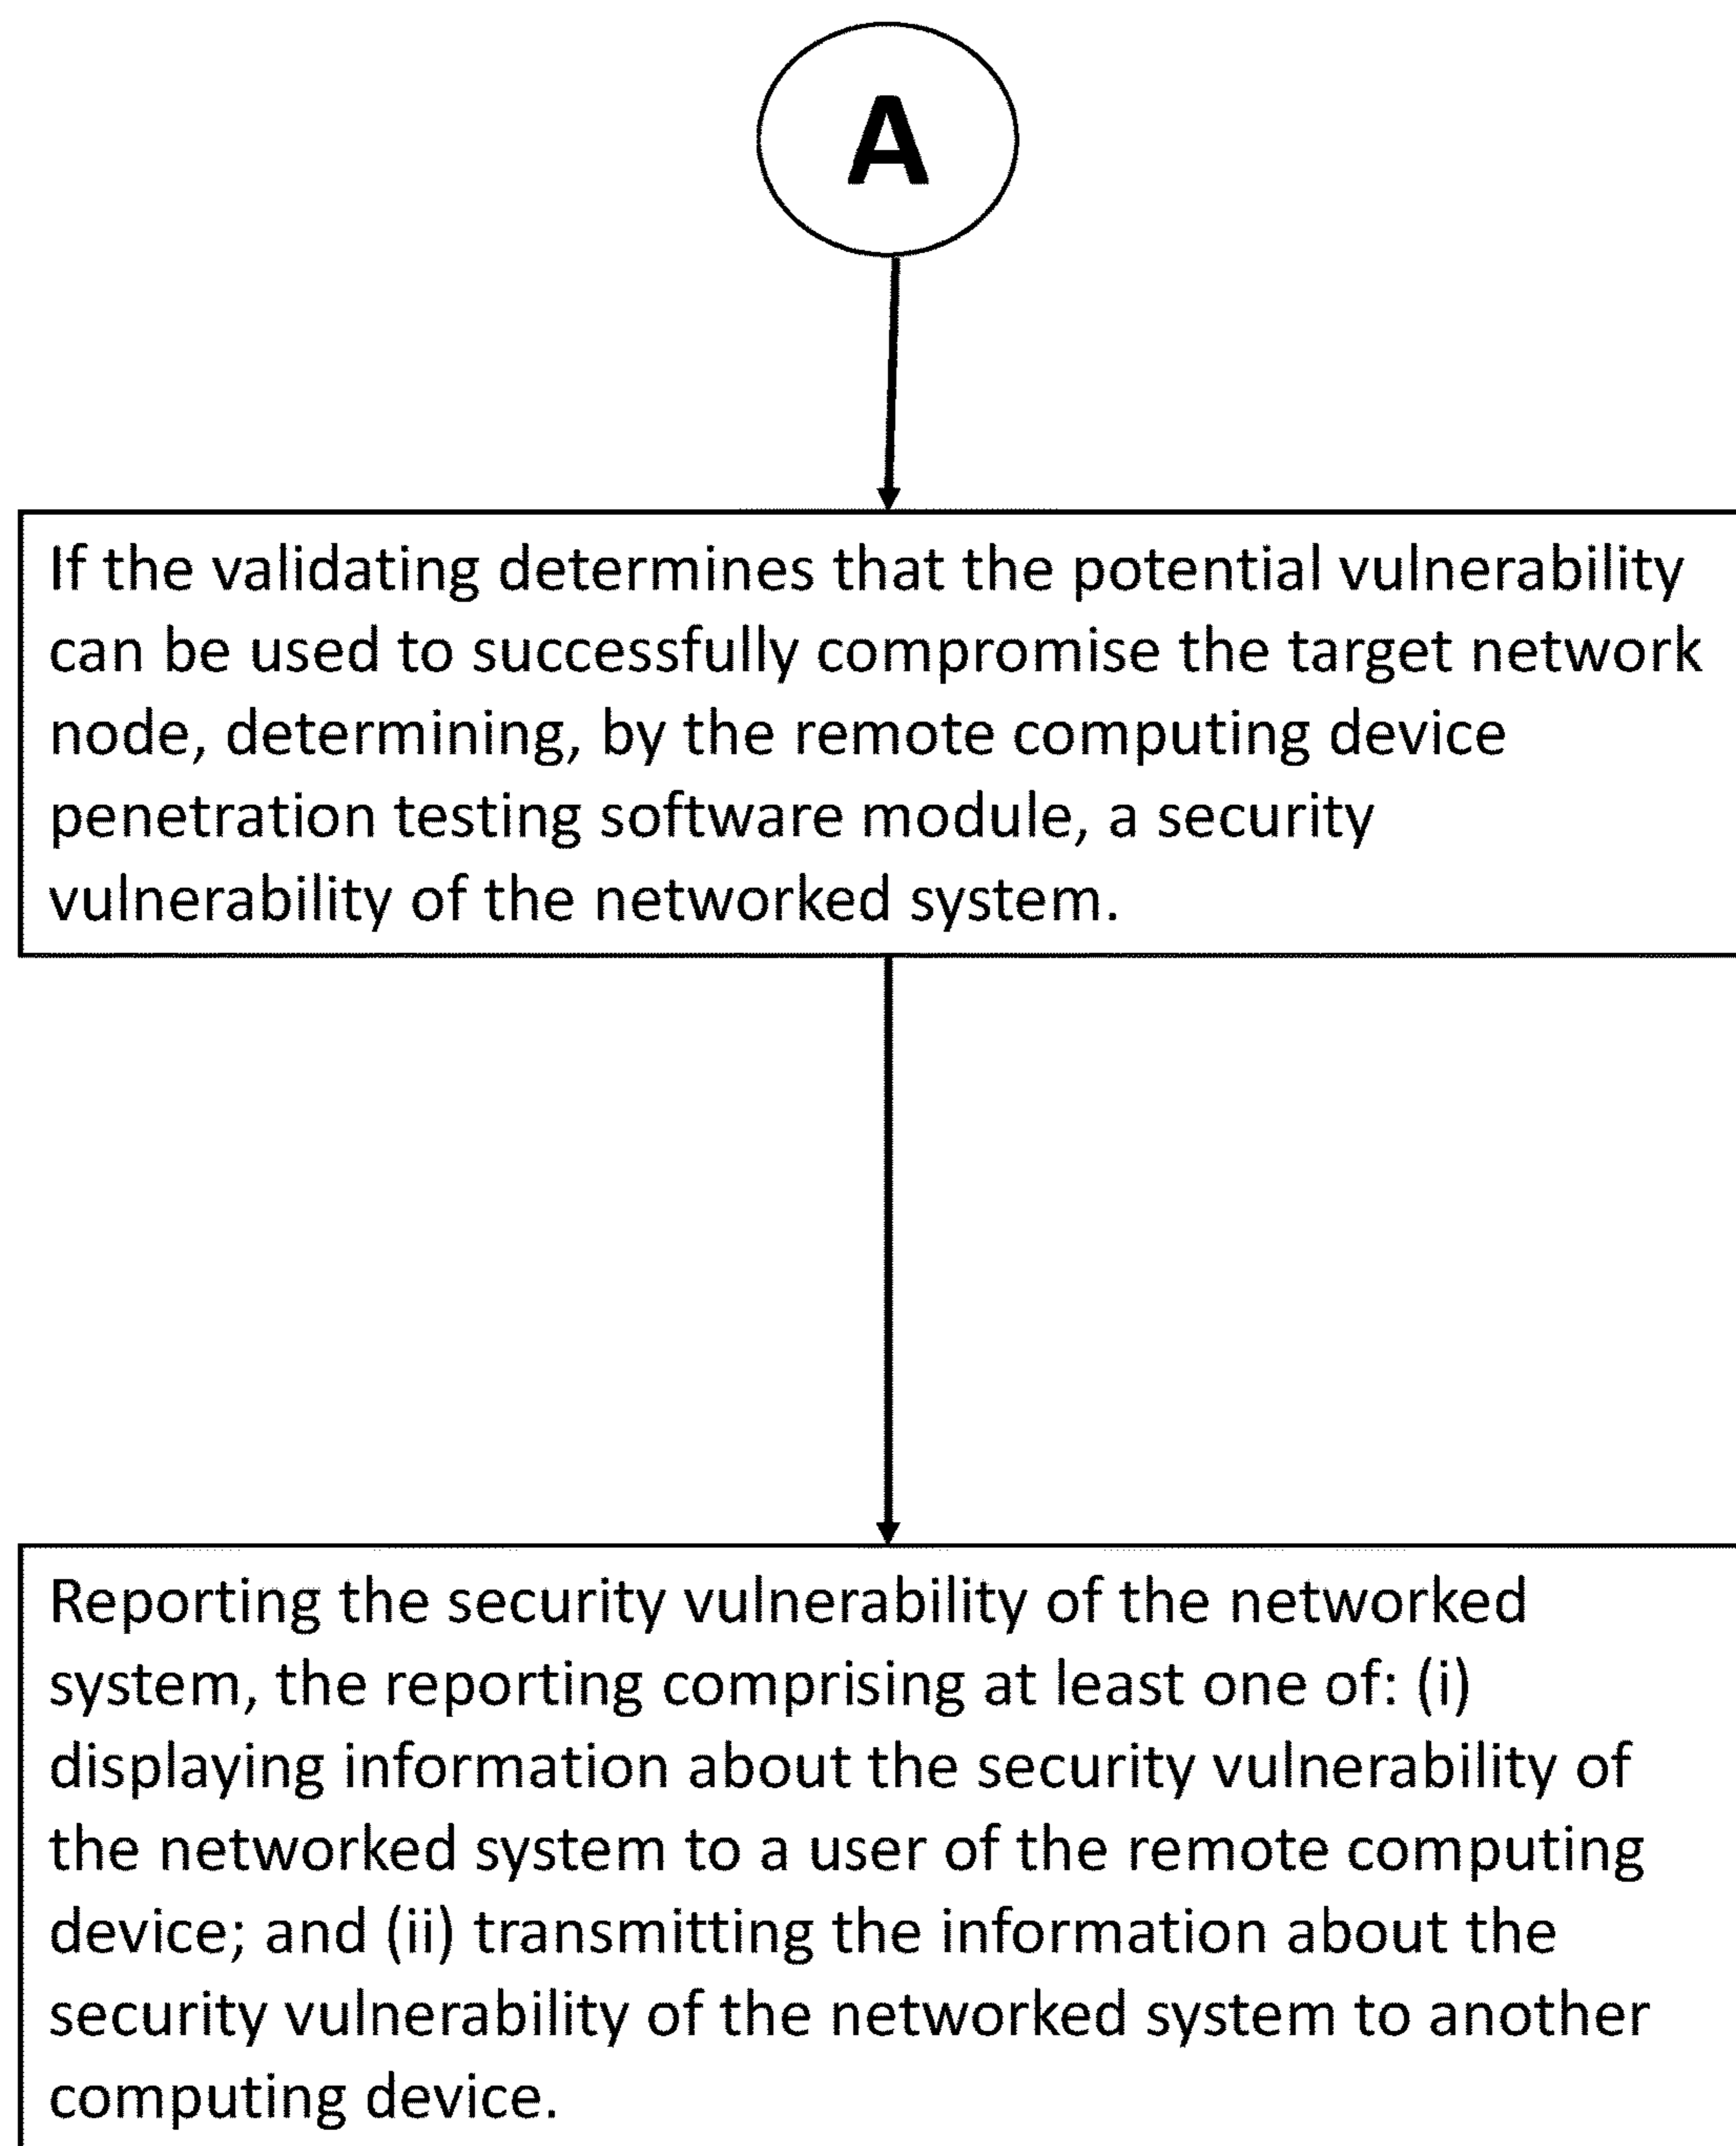 A
If the validating determines that the potential vulnerability
can be used to successfully compromise the target network
node, determining, by the remote computing device
penetration testing software module, a security
vulnerability of the networked system.
Reporting the security vulnerability of the networked
system, the reporting comprising at least one of: (i)
displaying information about the security vulnerability of
the networked system to a user of the remote computing
device; and (ii) transmitting the information about the
security vulnerability of the networked system to another
computing device.